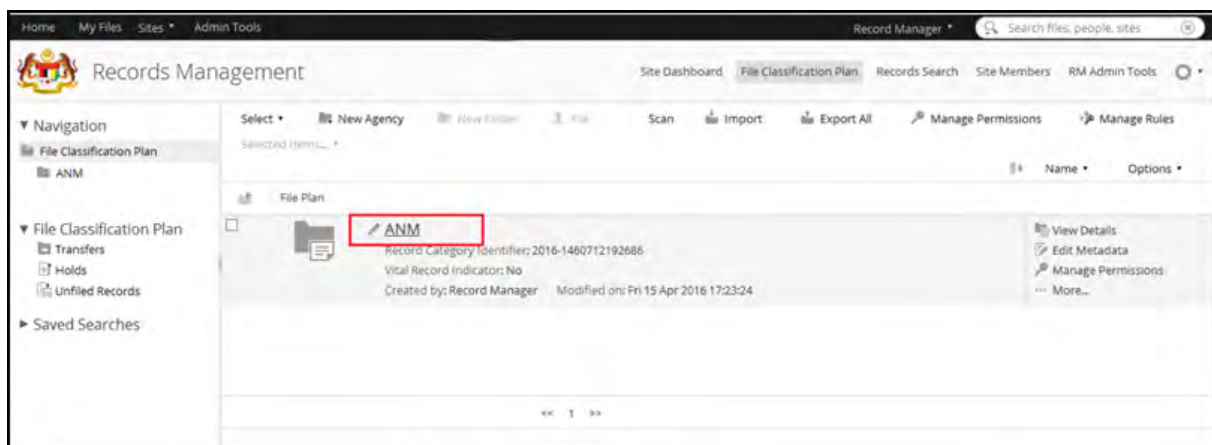 Home My Files Sites Admin Tools Record Manager Search files, people, sites
Records Management Site Dashboard File Classification Plan Records Search Site Members RM Admin Tools
Navigation
File Classification Plan
ANM
File Classification Plan
Transfers
Holds
Unfiled Records
Saved Searches
Select New Agency New Folder File Scan Import Export All Manage Permissions Manage Rules
Selected Items...
Name Options
File Plan
ANM
Record Category Identifier: 2016-1460712192686
Vital Record Indicator: No
Created by: Record Manager Modified on: Fri 15 Apr 2016 17:23:24
View Details
Edit Metadata
Manage Permissions
More...
<< 1 >>